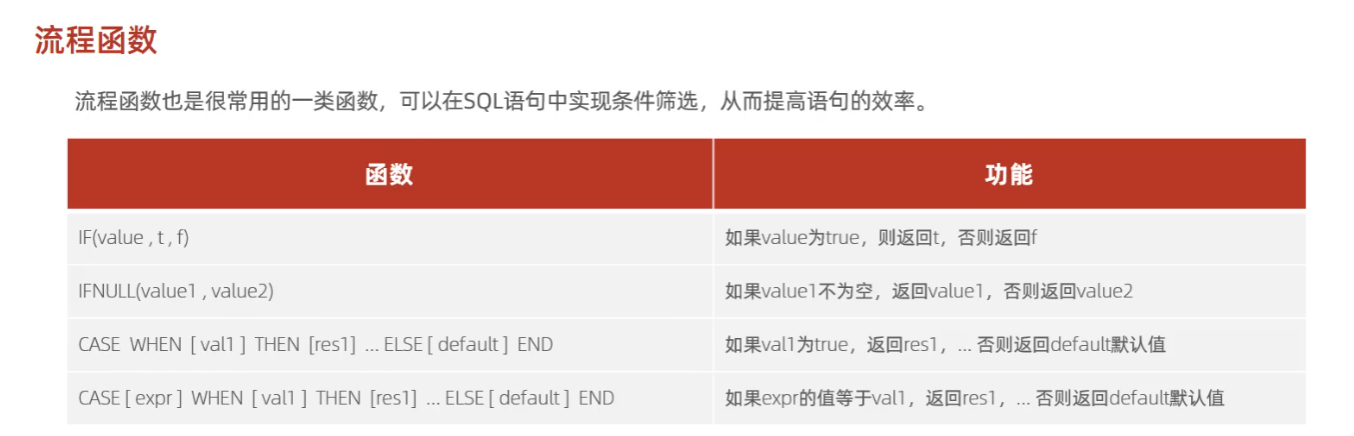 流程函数
流程函数也是很常用的一类函数，可以在SQL语句中实现条件筛选，从而提高语句的效率。
函数 功能
IF(value , t , f) 如果value为true，则返回t，否则返回f
IFNULL(value1 , value2) 如果value1不为空，返回value1，否则返回value2
CASE WHEN [ val1 ] THEN [res1] ... ELSE [ default ] END 如果val1为true，返回res1，... 否则返回default默认值
CASE [ expr ] WHEN [ val1 ] THEN [res1] ... ELSE [ default ] END 如果expr的值等于val1，返回res1，... 否则返回default默认值